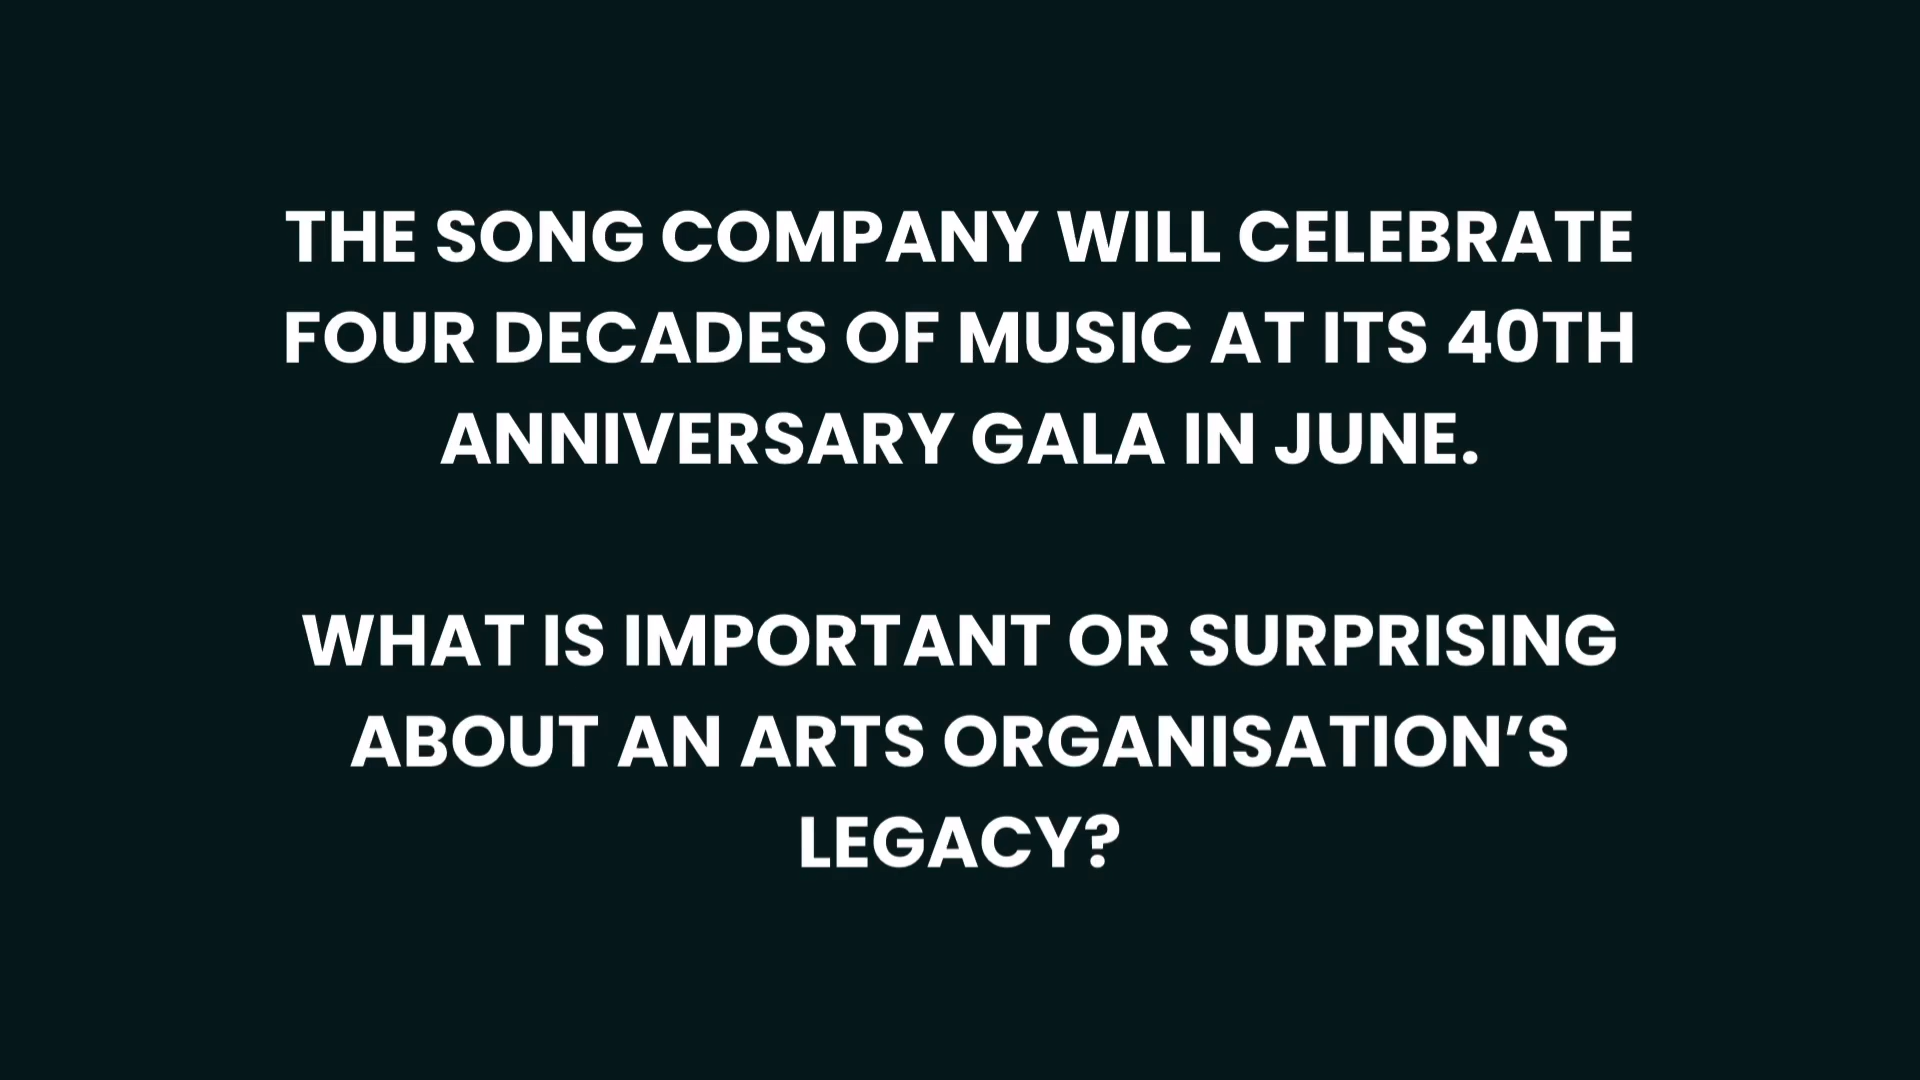 THE SONG COMPANY WILL CELEBRATE
FOUR DECADES OF MUSIC AT ITS 40TH
ANNIVERSARY GALA IN JUNE.
WHAT IS IMPORTANT OR SURPRISING
ABOUT AN ARTS ORGANISATION’S
LEGACY?